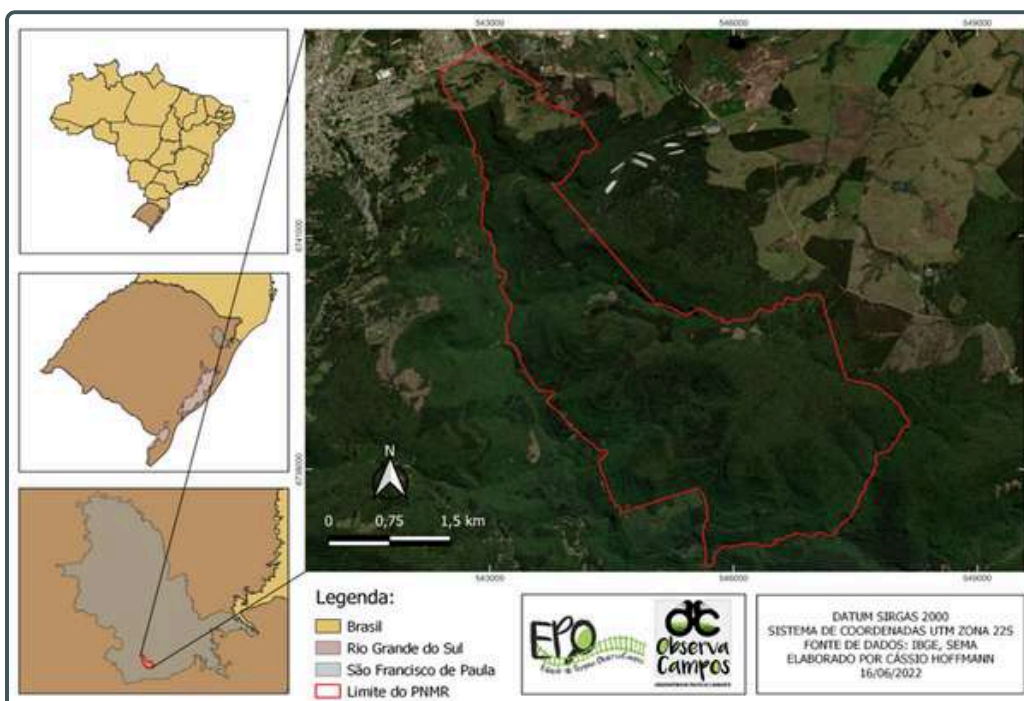 543000
546000
549000
6741000
6738000
N
0 0,75 1,5 km
543000
546000
549000
Legenda:
Brasil
Rio Grande do Sul
São Francisco de Paula
Limite do PNMR
EPO
Observa
Campos
DATUM SIRGAS 2000
SISTEMA DE COORDENADAS UTM ZONA 22S
FONTE DE DADOS: IBGE, SEMA
ELABORADO POR CÁSSIO HOFFMANN
16/06/2022